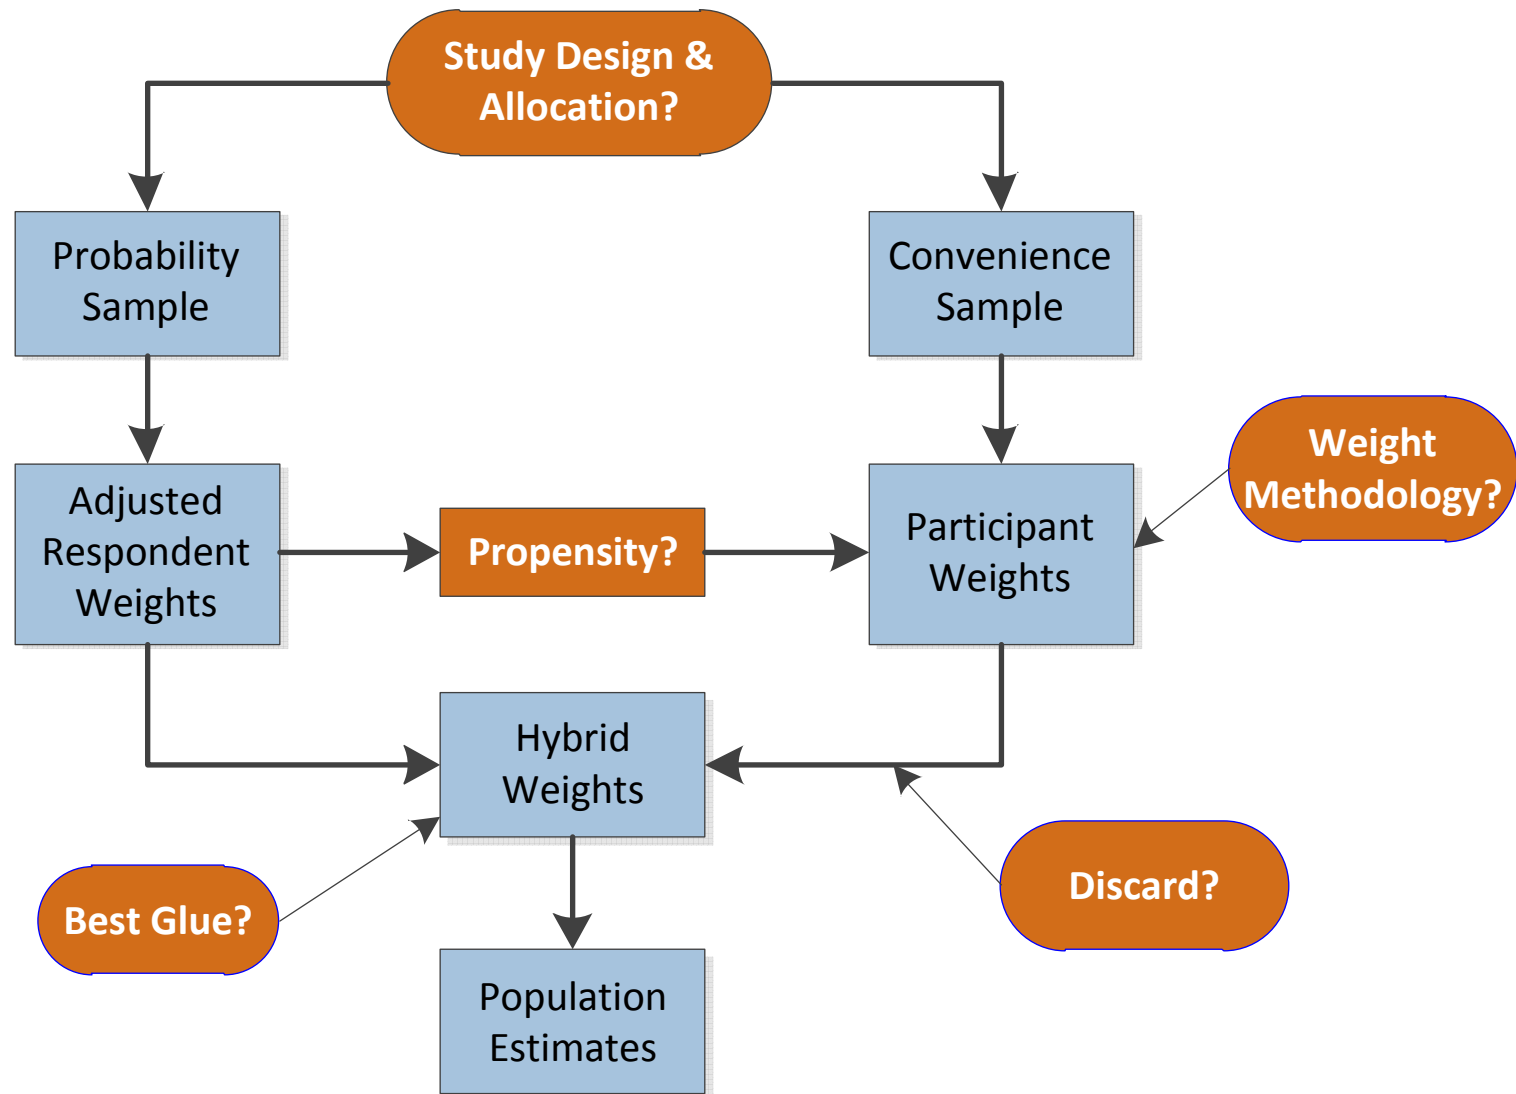 Study Design &
Allocation?
Probability
Sample
Convenience
Sample
Weight
Methodology?
Adjusted
Respondent
Weights
Propensity?
Participant
Weights
Hybrid
Weights
Best Glue?
Discard?
Population
Estimates